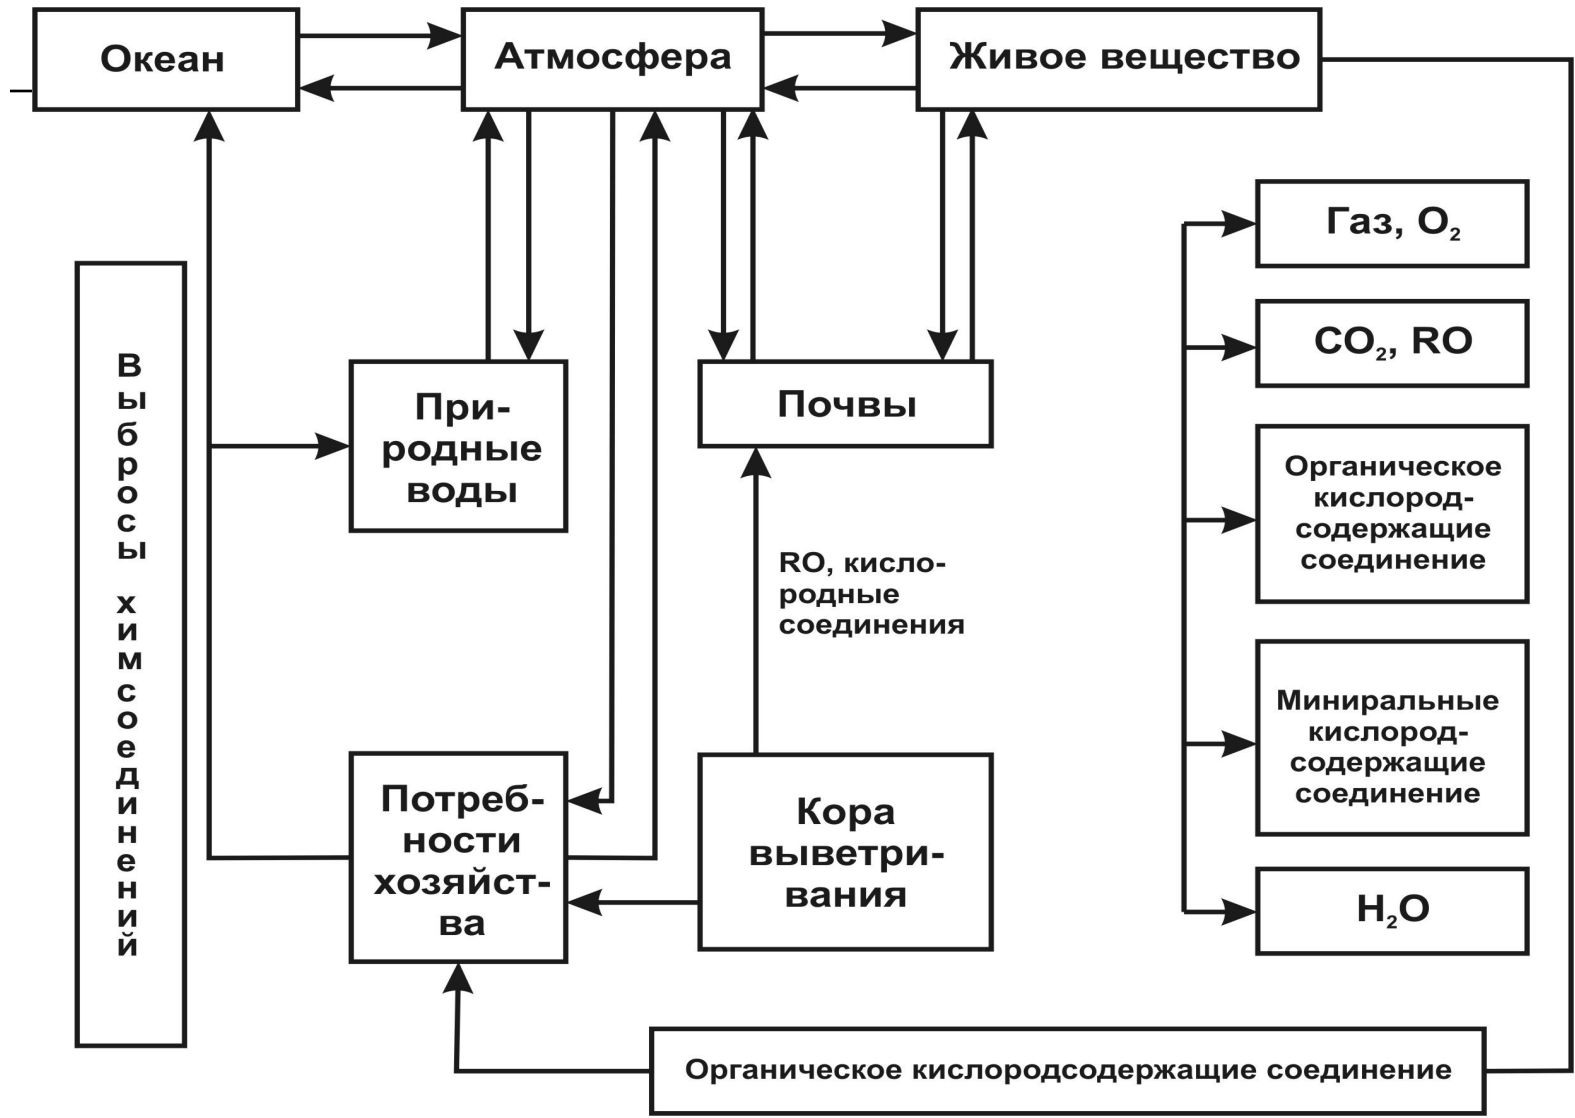 Океан
Атмосфера
Живое вещество
Газ, O₂
CO₂, RO
Органическое
кислород-
содержащие
соединение
Миниральные
кислород-
содержащие
соединение
H₂O
Выбросы химсоединений
При-
родные
воды
Почвы
RO, кисло-
родные
соединения
Потреб-
ности
хозяйст-
ва
Кора
выветри-
вания
Органическое кислородсодержащие соединение